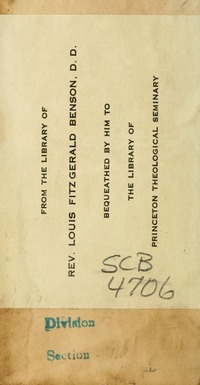 FROM THE LIBRARY OF
REV. LOUIS FITZGERALD BENSON, D. D.
BEQUEATHED BY HIM TO
THE LIBRARY OF
PRINCETON THEOLOGICAL SEMINARY
SCB
4706
Division
Section